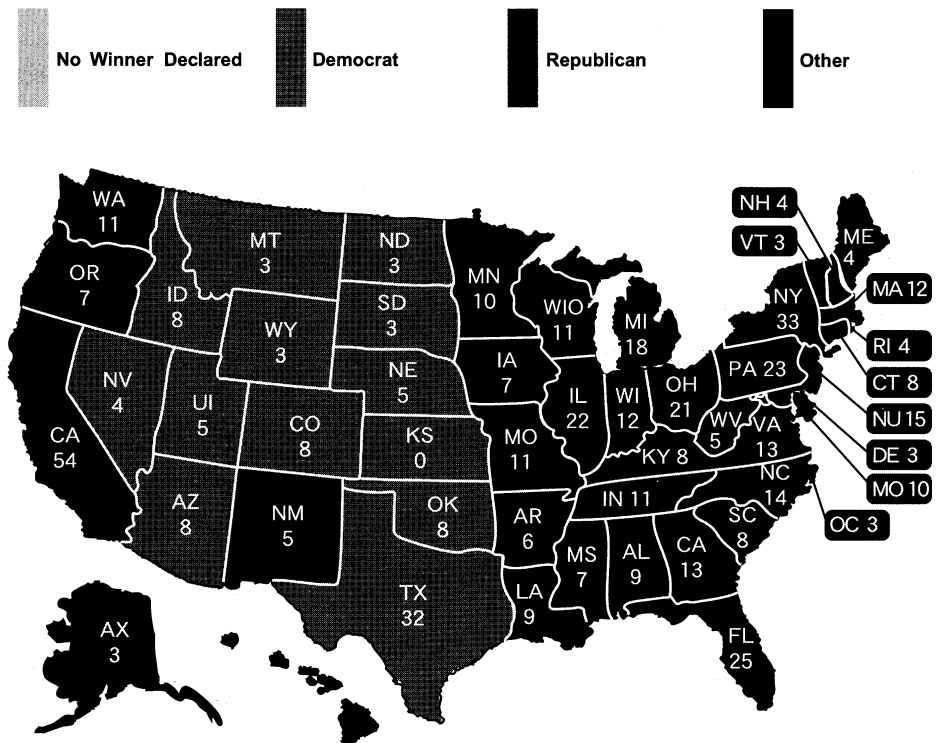 No Winner Declared
Democrat
Republican
Other
WA
11
OR
7
CA
54
NV
4
ID
8
MT
3
WY
3
UI
5
CO
8
AZ
8
NM
5
ND
3
SD
3
NE
5
KS
0
OK
8
TX
32
MN
10
IA
7
MO
11
AR
6
LA
9
WIO
11
IL
22
MI
18
WI
12
OH
21
KY 8
IN 11
MS
7
AL
9
CA
13
FL
25
SC
8
NC
14
VA
13
WV
5
PA 23
NY
33
ME
4
NH 4
VT 3
MA 12
RI 4
CT 8
NU 15
DE 3
MO 10
OC 3
AX
3